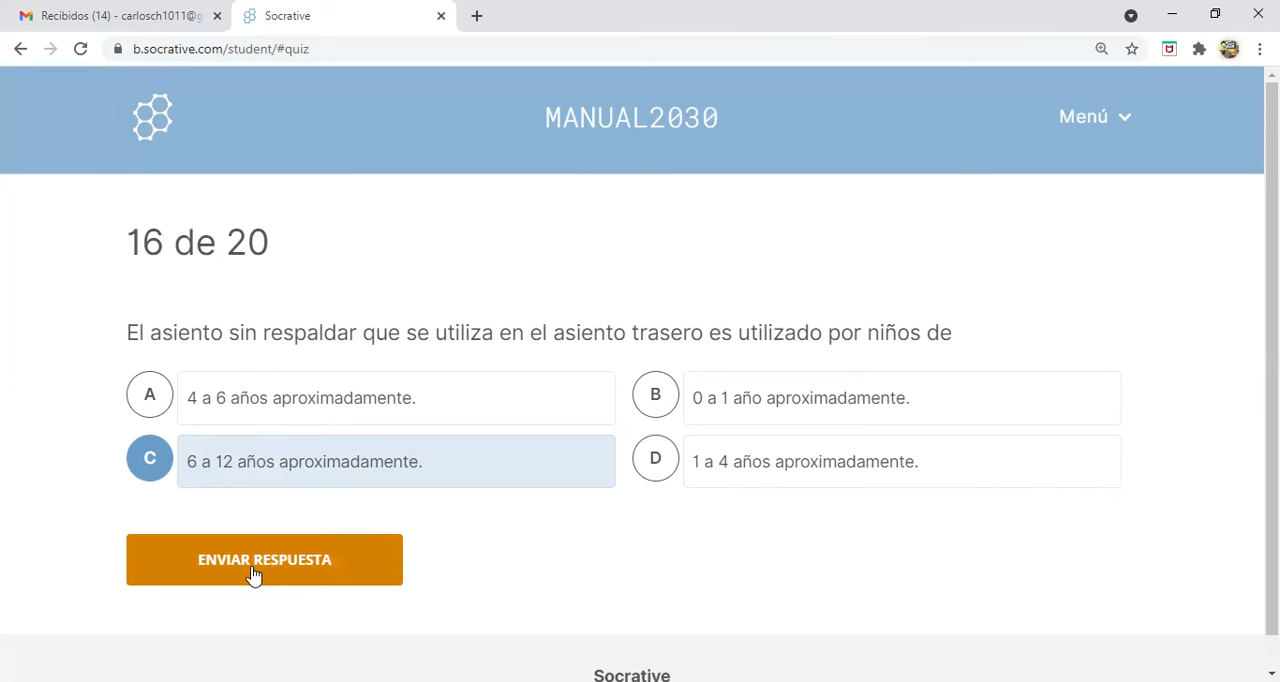 Recibidos (14) - carlosch1011@g
Socrative
b.socrative.com/student/#quiz
MANUAL2030
Menú
16 de 20
El asiento sin respaldar que se utiliza en el asiento trasero es utilizado por niños de
A 4 a 6 años aproximadamente.
B 0 a 1 año aproximadamente.
C 6 a 12 años aproximadamente.
D 1 a 4 años aproximadamente.
ENVIAR RESPUESTA
Socrative